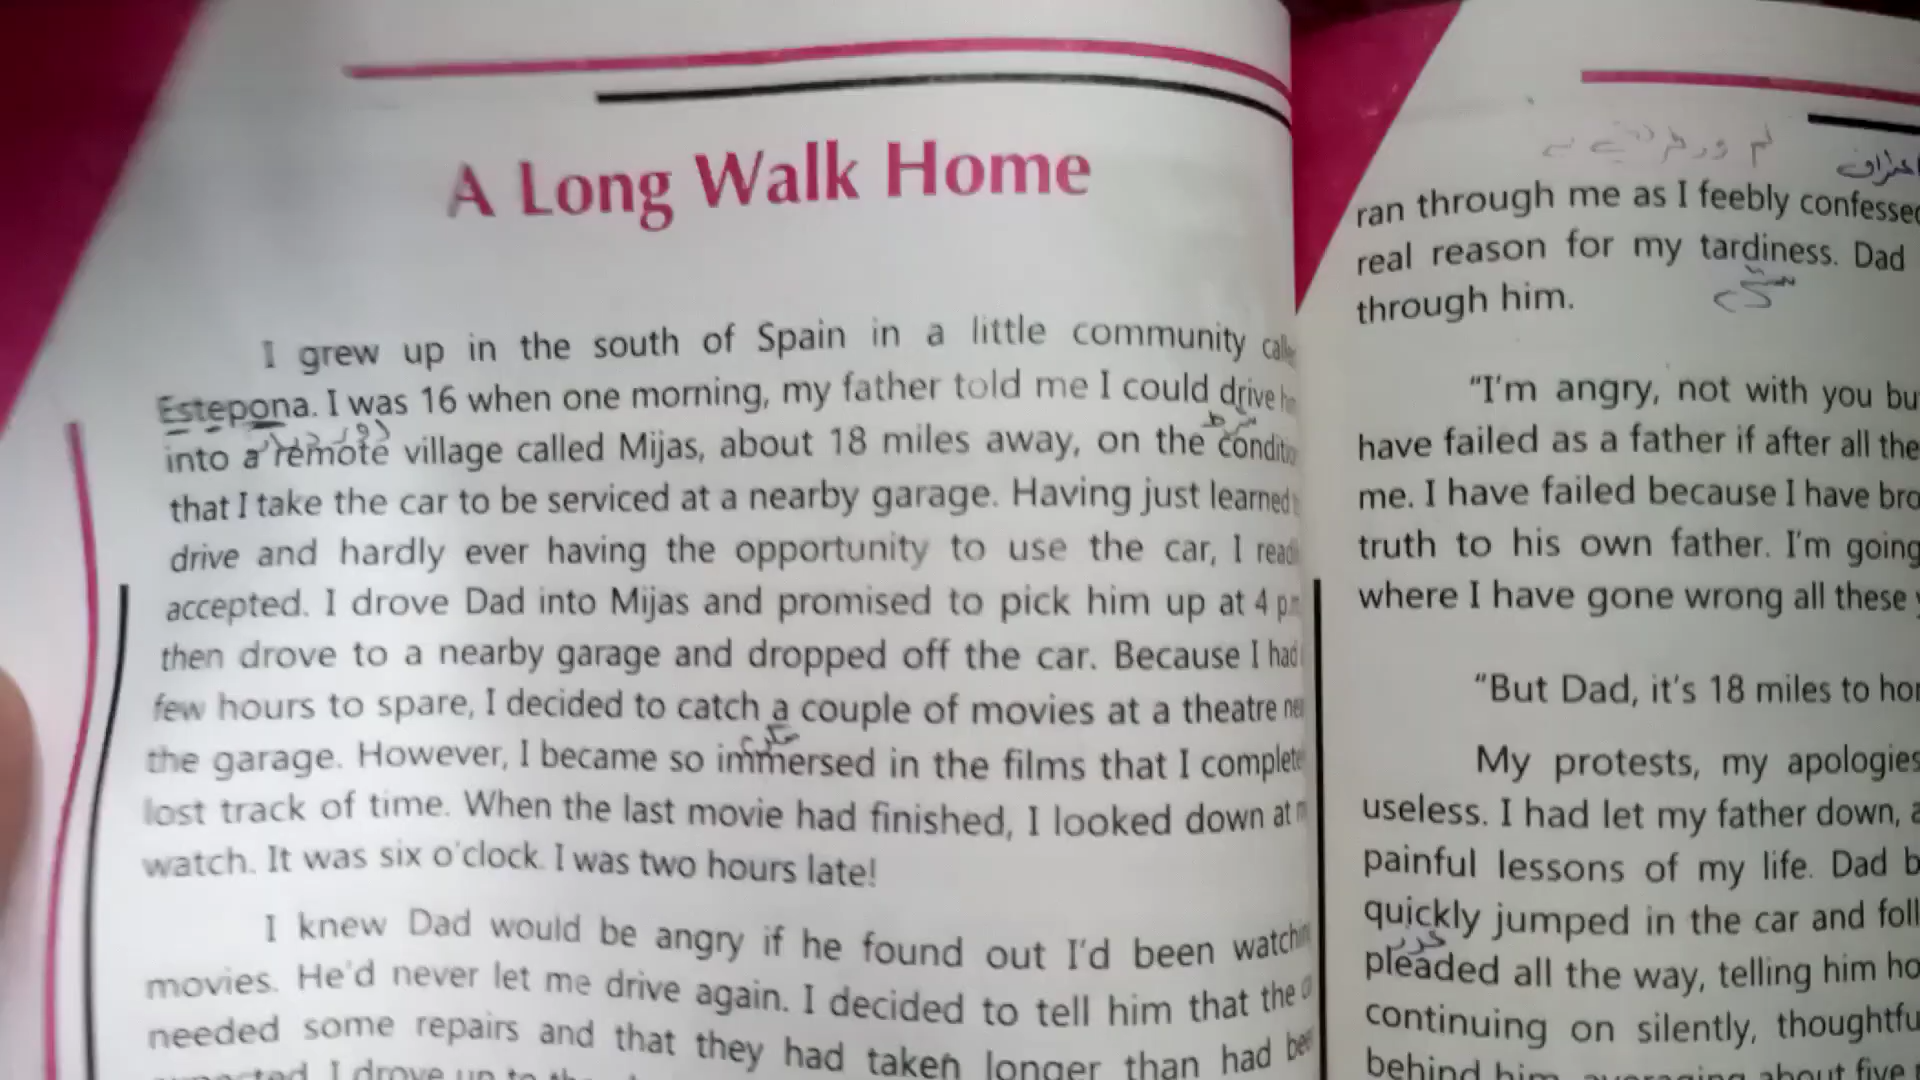 A Long Walk Home
I grew up in the south of Spain in a little community
Estepona. I was 16 when one morning, my father told me I could drive
into a remote village called Mijas, about 18 miles away, on the
that I take the car to be serviced at a nearby garage. Having just learned
drive and hardly ever having the opportunity to use the car, I
accepted. I drove Dad into Mijas and promised to pick him up at 4
then drove to a nearby garage and dropped off the car. Because I had
few hours to spare, I decided to catch a couple of movies at a theatre
the garage. However, I became so immersed in the films that I
lost track of time. When the last movie had finished, I looked down at
watch. It was six o'clock. I was two hours late!
I knew Dad would be angry if he found out I'd been
movies. He'd never let me drive again. I decided to tell him that the
needed some repairs and that they had taken longer than had
I drove up to
ran through me as I feebly
real reason for my tardiness. Dad
through him.
"I'm angry, not with you
have failed as a father if after all
me. I have failed because I have
truth to his own father. I'm going
where I have gone wrong all these
"But Dad, it's 18 miles to
My protests, my apologies
useless. I had let my father down,
painful lessons of my life. Dad
quickly jumped in the car and
pleaded all the way, telling him
continuing on silently,
behind him, averaging about five